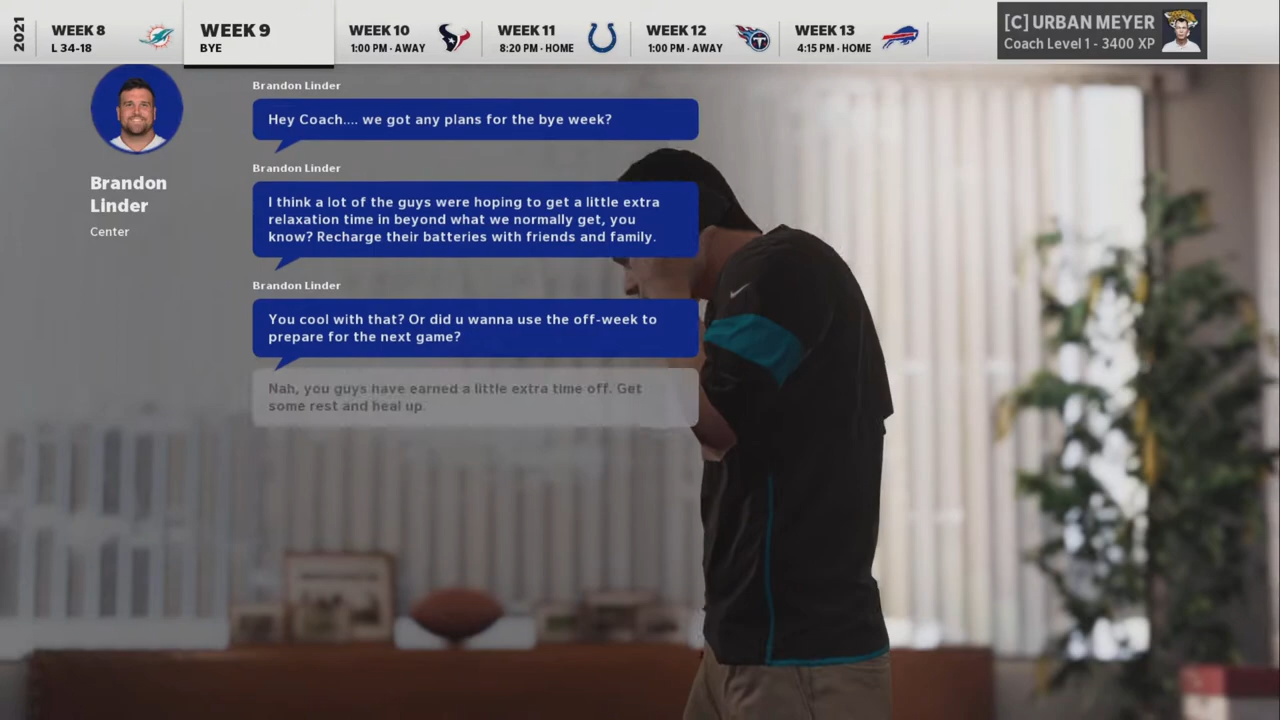 2021
WEEK 8
L 34-18
WEEK 9
BYE
WEEK 10
1:00 PM · AWAY
WEEK 11
8:20 PM · HOME
WEEK 12
1:00 PM · AWAY
WEEK 13
4:15 PM · HOME
[C] URBAN MEYER
Coach Level 1 - 3400 XP
Brandon
Linder
Center
Brandon Linder
Hey Coach.... we got any plans for the bye week?
Brandon Linder
I think a lot of the guys were hoping to get a little extra
relaxation time in beyond what we normally get, you
know? Recharge their batteries with friends and family.
Brandon Linder
You cool with that? Or did u wanna use the off-week to
prepare for the next game?
Nah, you guys have earned a little extra time off. Get
some rest and heal up.